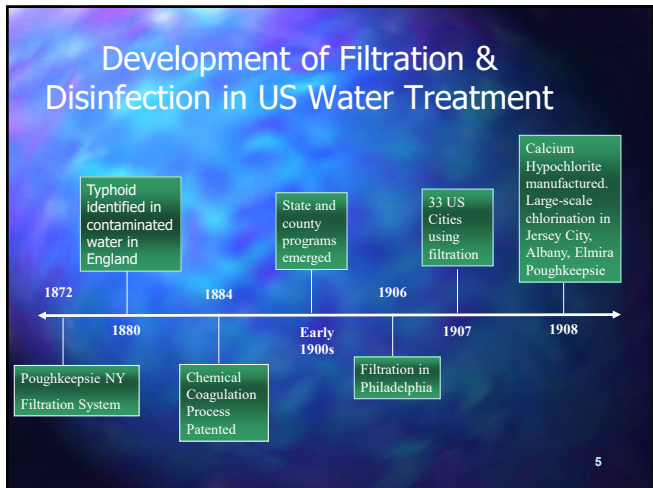 Development of Filtration &
Disinfection in US Water Treatment
Typhoid
identified in
contaminated
water in
England
State and
county
programs
emerged
33 US
Cities
using
filtration
Calcium
Hypochlorite
manufactured.
Large-scale
chlorination in
Jersey City,
Albany, Elmira
Poughkeepsie
1872
1884
1906
1880
Early
1900s
1907
1908
Poughkeepsie NY
Filtration System
Chemical
Coagulation
Process
Patented
Filtration in
Philadelphia
5